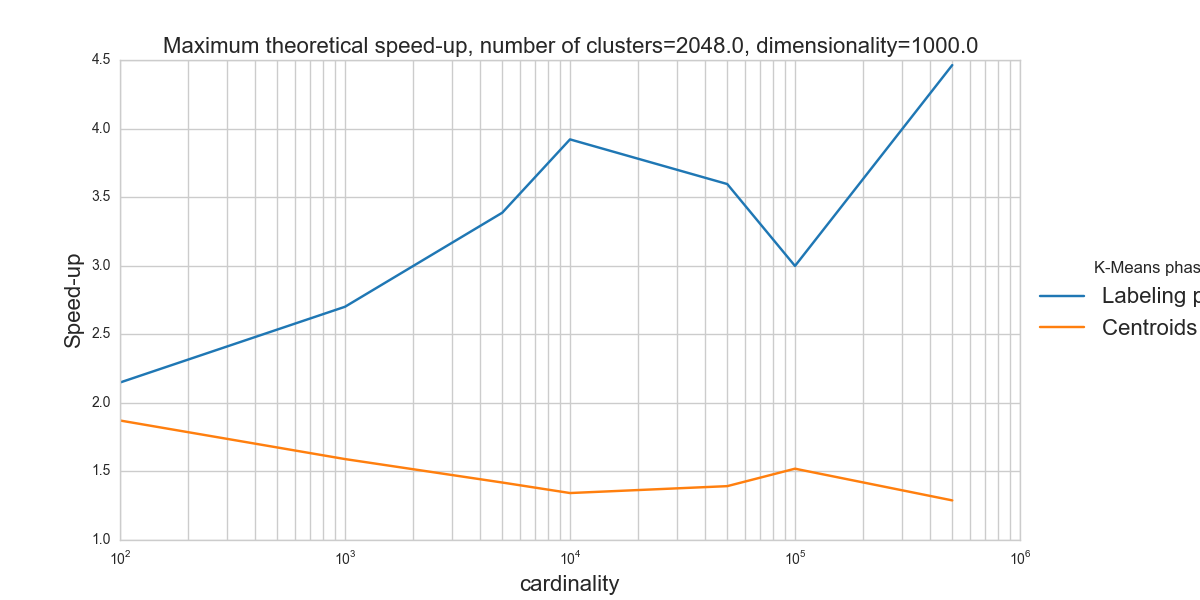 Maximum theoretical speed-up, number of clusters=2048.0, dimensionality=1000.0
4.5
4.0
3.5
3.0
2.5
2.0
1.5
1.0
Speed-up
10² 10³ 10⁴ 10⁵ 10⁶
cardinality
K-Means phas
Labeling p
Centroids